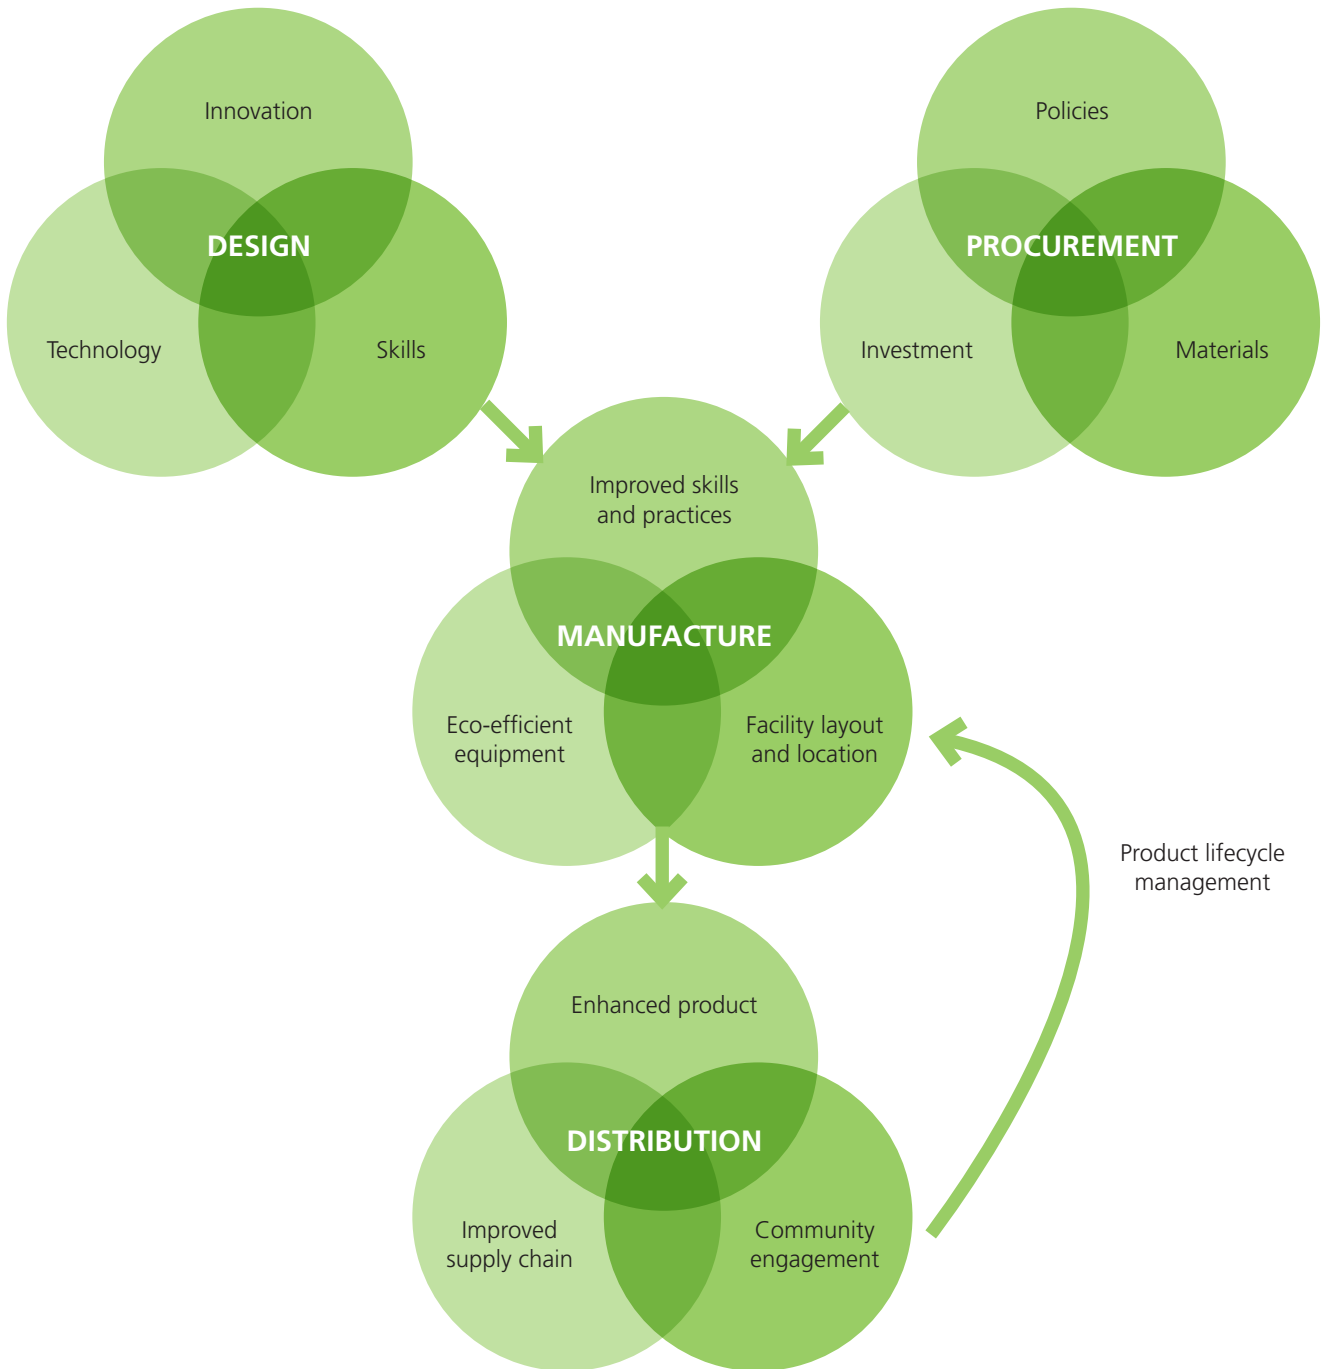 Innovation
DESIGN
Technology
Skills
Policies
PROCUREMENT
Investment
Materials
Improved skills
and practices
MANUFACTURE
Eco-efficient
equipment
Facility layout
and location
Product lifecycle
management
Enhanced product
DISTRIBUTION
Improved
supply chain
Community
engagement